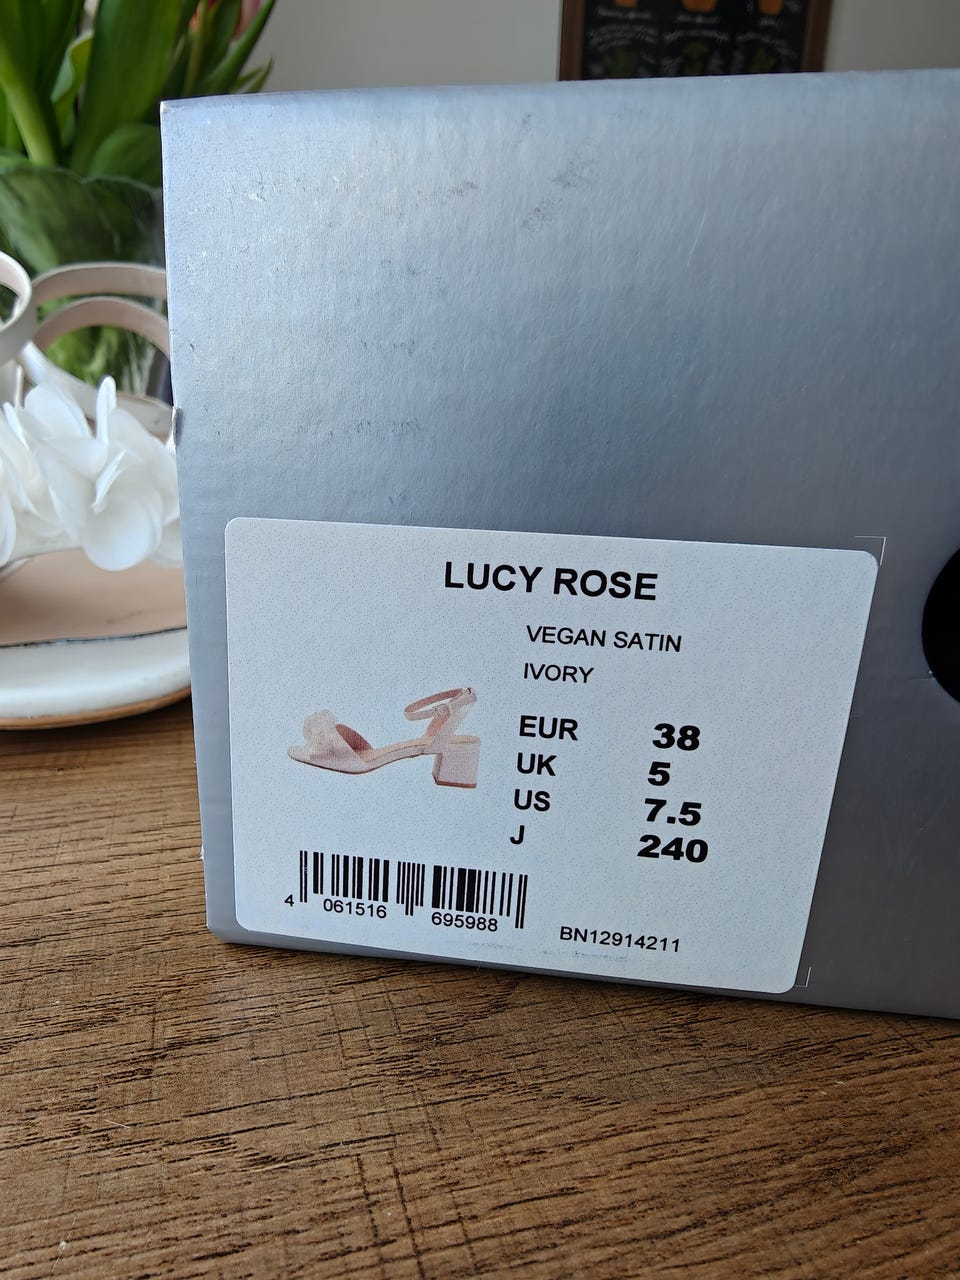 LUCY ROSE
VEGAN SATIN
IVORY
EUR 38
UK 5
US 7.5
J 240
4 061516 695988
BN12914211